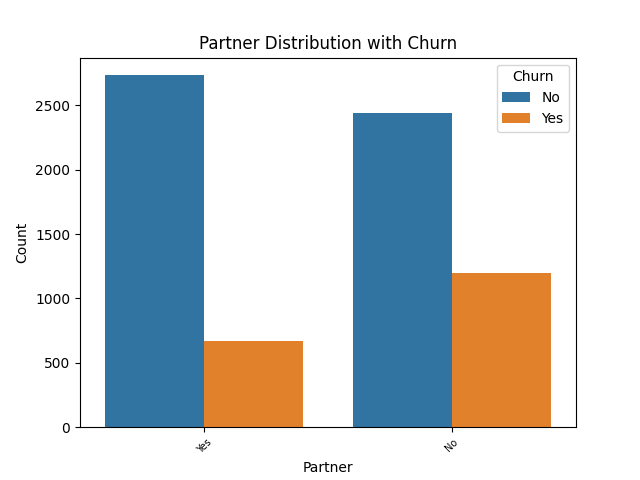 Partner Distribution with Churn
Churn
No
Yes
2500
2000
1500
1000
500
0
Count
Yes
No
Partner